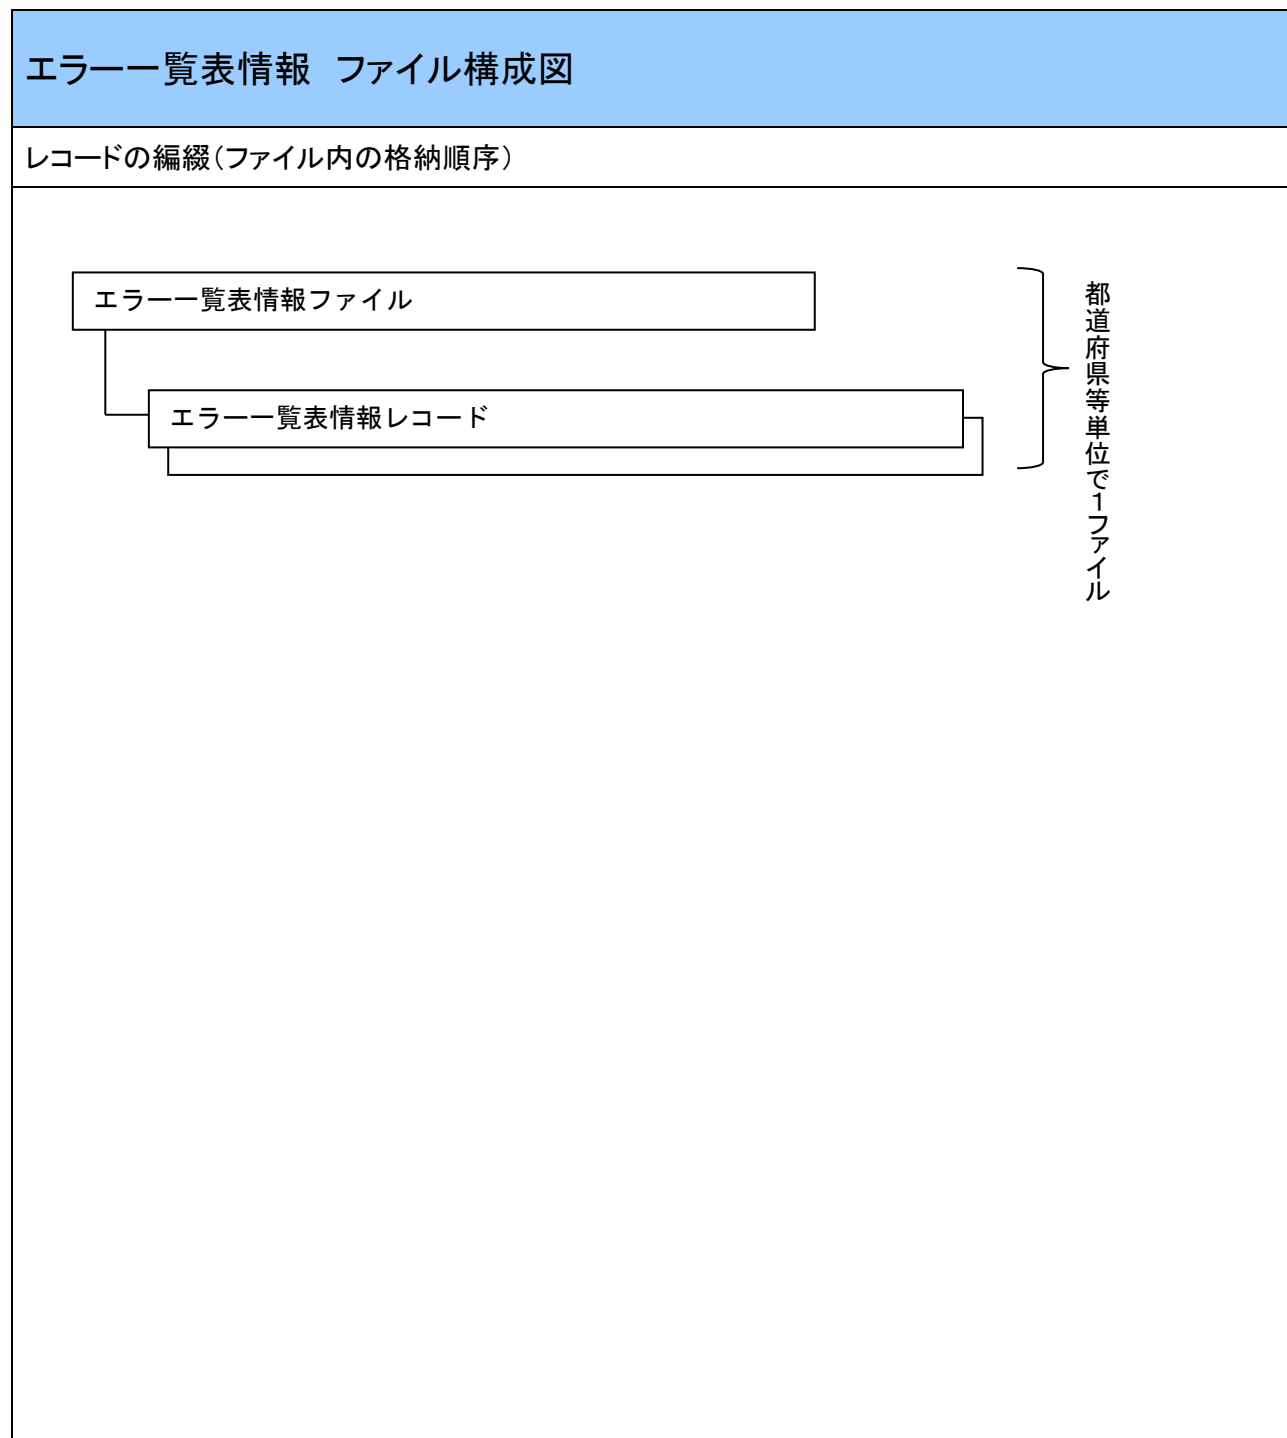 エラー一覧表情報　ファイル構成図
レコードの編綴(ファイル内の格納順序)
エラー一覧表情報ファイル
エラー一覧表情報レコード
都道府県等単位で1ファイル